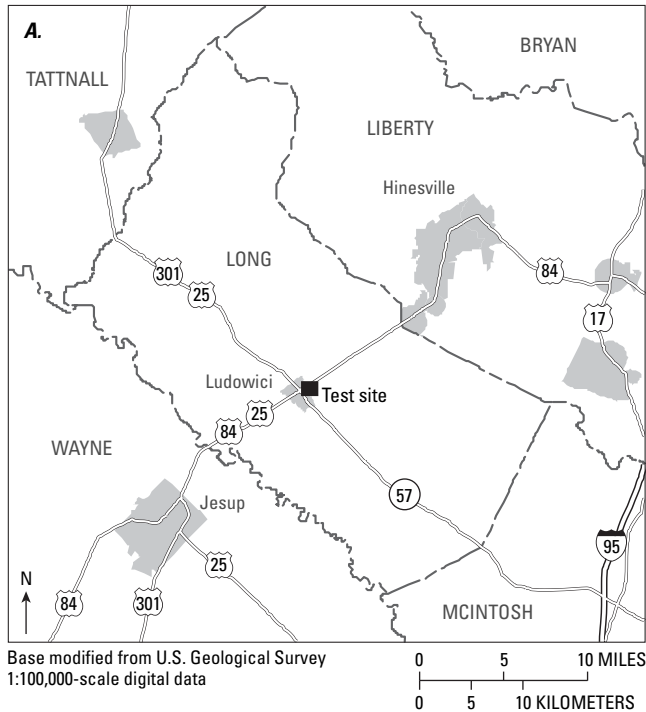 A.
BRYAN
TATTNALL
LIBERTY
Hinesville
LONG
301
25
84
17
Ludowici
Test site
25
84
WAYNE
57
Jesup
95
25
N
84
301
MCINTOSH
Base modified from U.S. Geological Survey
1:100,000-scale digital data
0 5 10 MILES
0 5 10 KILOMETERS